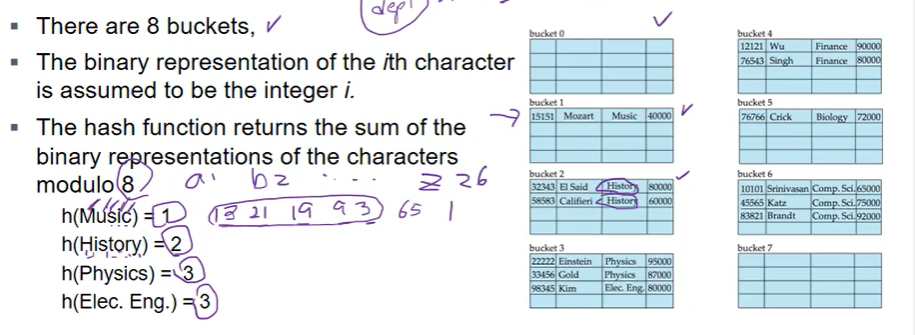 dept
There are 8 buckets,
The binary representation of the ith character
is assumed to be the integer i.
The hash function returns the sum of the
binary representations of the characters
modulo 8 a1 b2 .... z 26
h(Music) = 1 13 21 19 9 3 65 1
h(History) = 2
h(Physics) = 3
h(Elec. Eng.) = 3
bucket 0
bucket 1
15151 Mozart Music 40000
bucket 2
32343 El Said History 80000
58583 Califieri History 60000
bucket 3
22222 Einstein Physics 95000
33456 Gold Physics 87000
98345 Kim Elec. Eng. 80000
bucket 4
12121 Wu Finance 90000
76543 Singh Finance 80000
bucket 5
76766 Crick Biology 72000
bucket 6
10101 Srinivasan Comp. Sci. 65000
45565 Katz Comp. Sci. 75000
83821 Brandt Comp. Sci. 92000
bucket 7